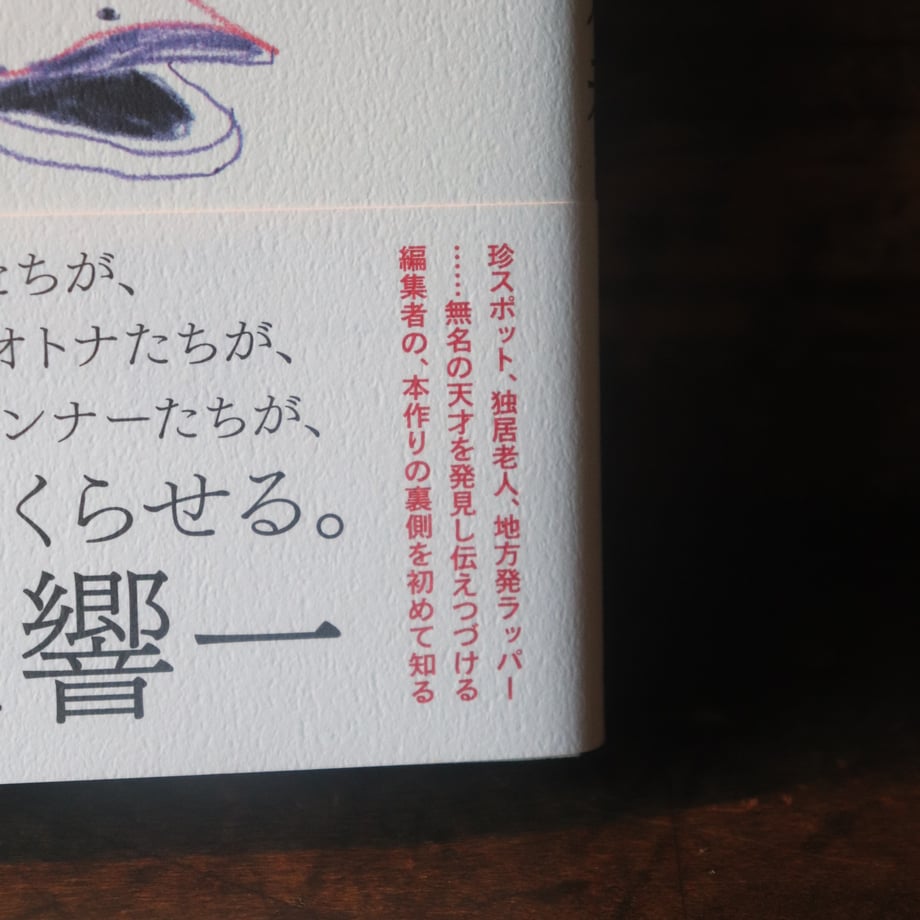 珍スポット、独居老人、地方発ラッパー
……無名の天才を発見し伝えつづける
編集者の、本作りの裏側を初めて知る
たちが、
オトナたちが、
ンナーたちが、
くらせる。
響一